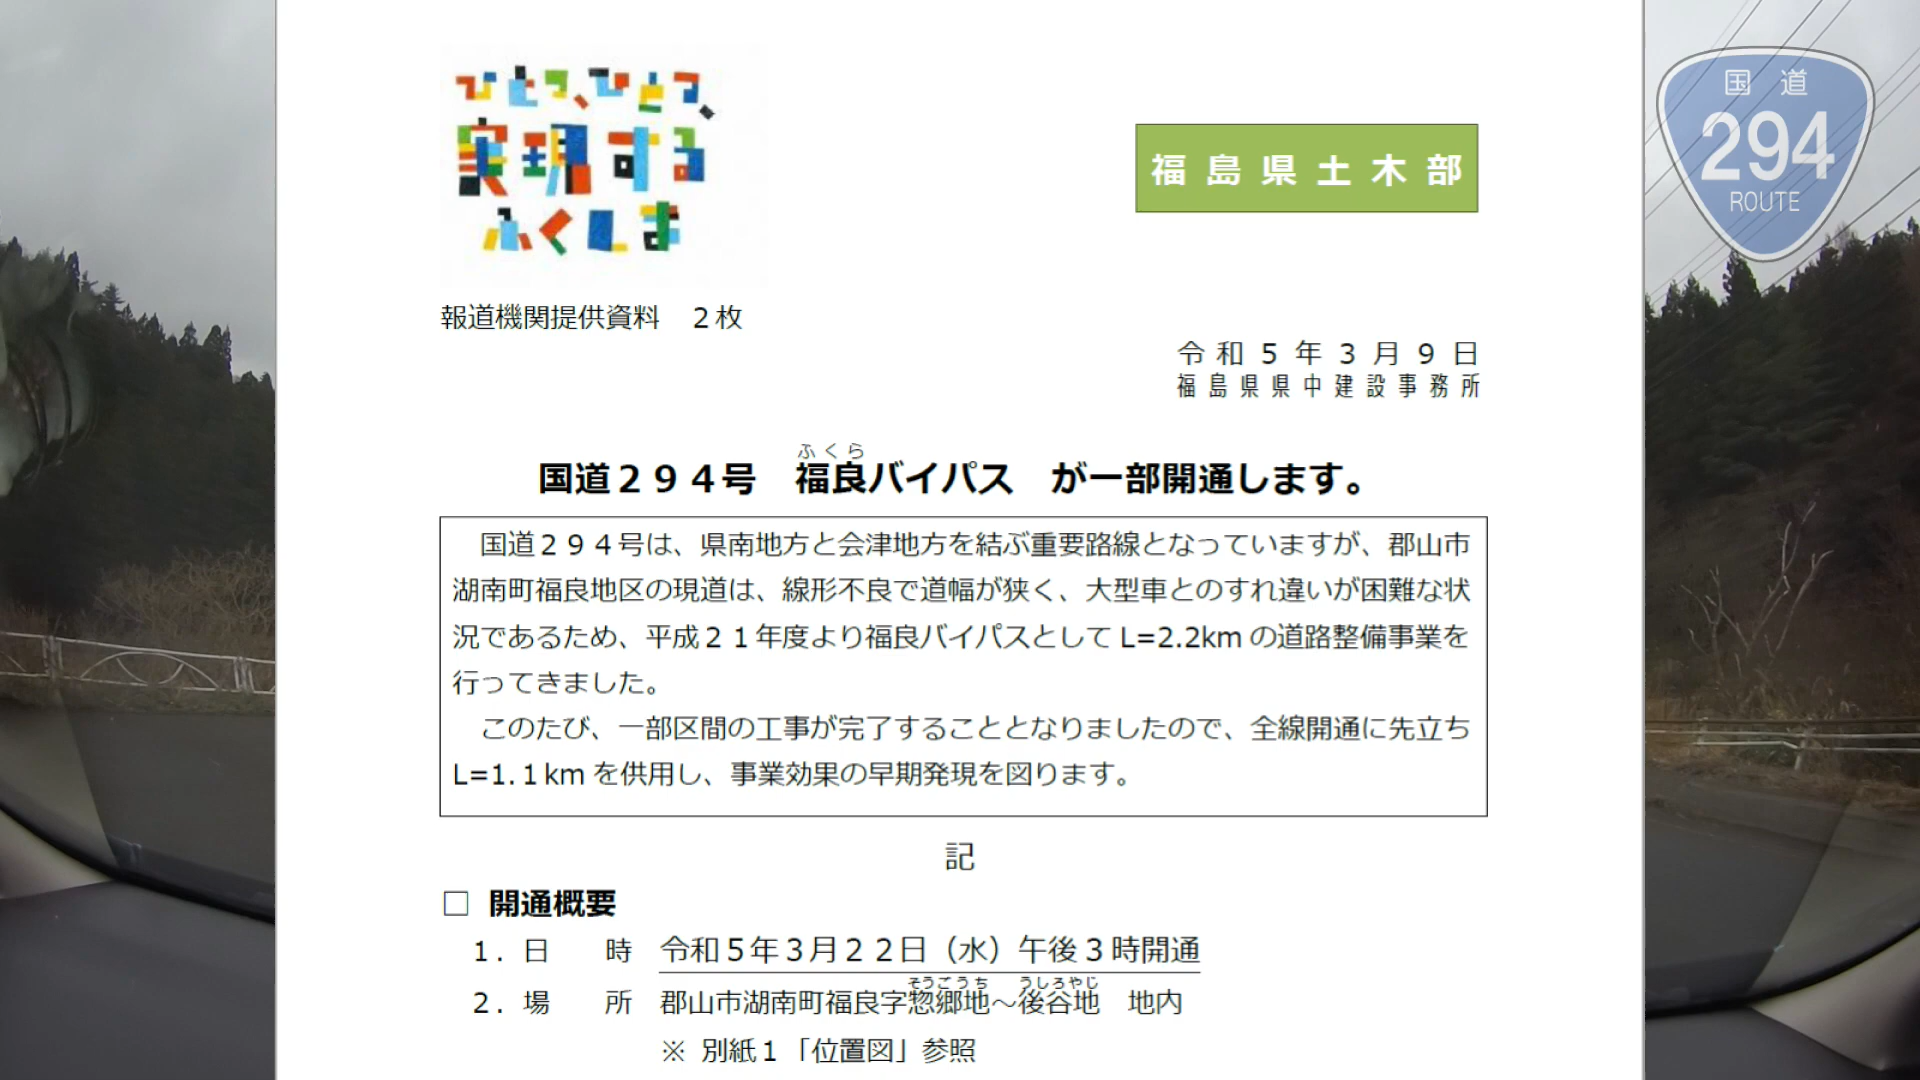 ひとつ、ひとつ、
実現する
ふくしま
福島県土木部
国道
294
ROUTE
報道機関提供資料　２枚
令和５年３月９日
福島県県中建設事務所
ふくら
国道２９４号　福良バイパス　が一部開通します。
国道２９４号は、県南地方と会津地方を結ぶ重要路線となっていますが、郡山市
湖南町福良地区の現道は、線形不良で道幅が狭く、大型車とのすれ違いが困難な状
況であるため、平成２１年度より福良バイパスとして L=2.2km の道路整備事業を
行ってきました。
このたび、一部区間の工事が完了することとなりましたので、全線開通に先立ち
L=1.１km を供用し、事業効果の早期発現を図ります。
記
□ 開通概要
１．日　時　令和５年３月２２日（水）午後３時開通
そうごうち　うしろやじ
２．場　所　郡山市湖南町福良字惣郷地～後谷地　地内
※ 別紙１「位置図」参照